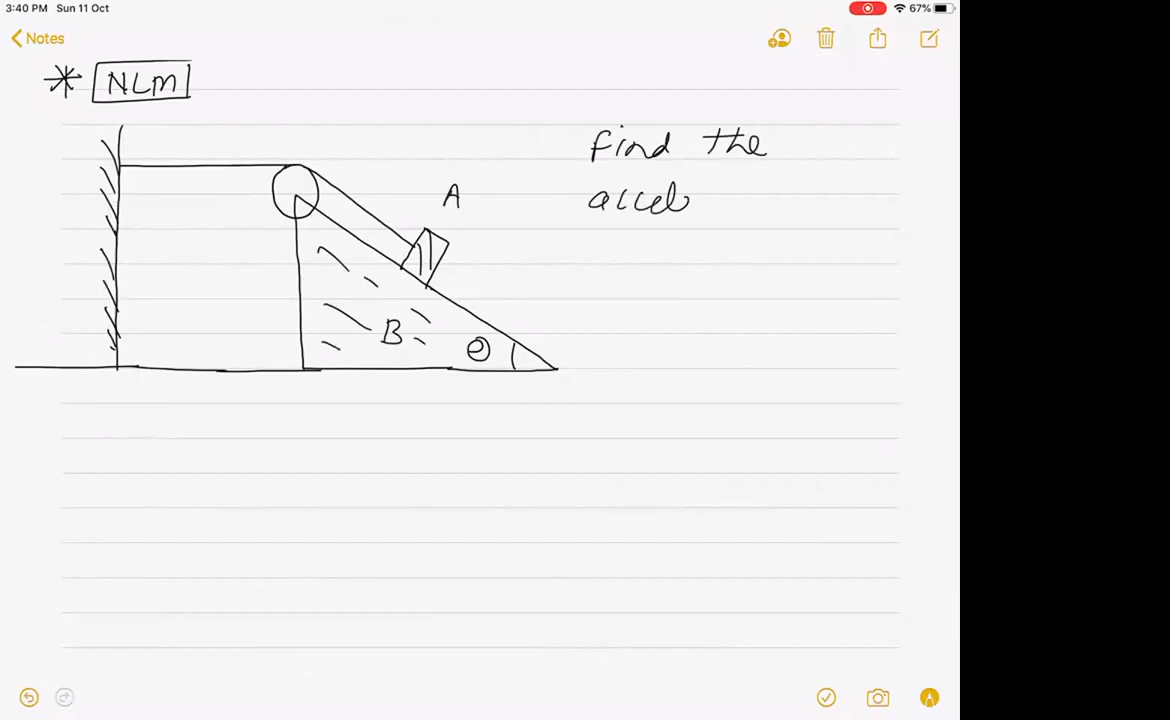 3:40 PM Sun 11 Oct
67%
Notes
* NLM
Find the
accel
A
B
θ